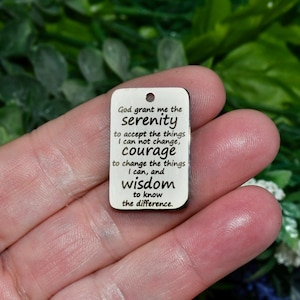 God grant me the
serenity
to accept the things
I can not change,
courage
to change the things
I can, and
wisdom
to know
the difference.